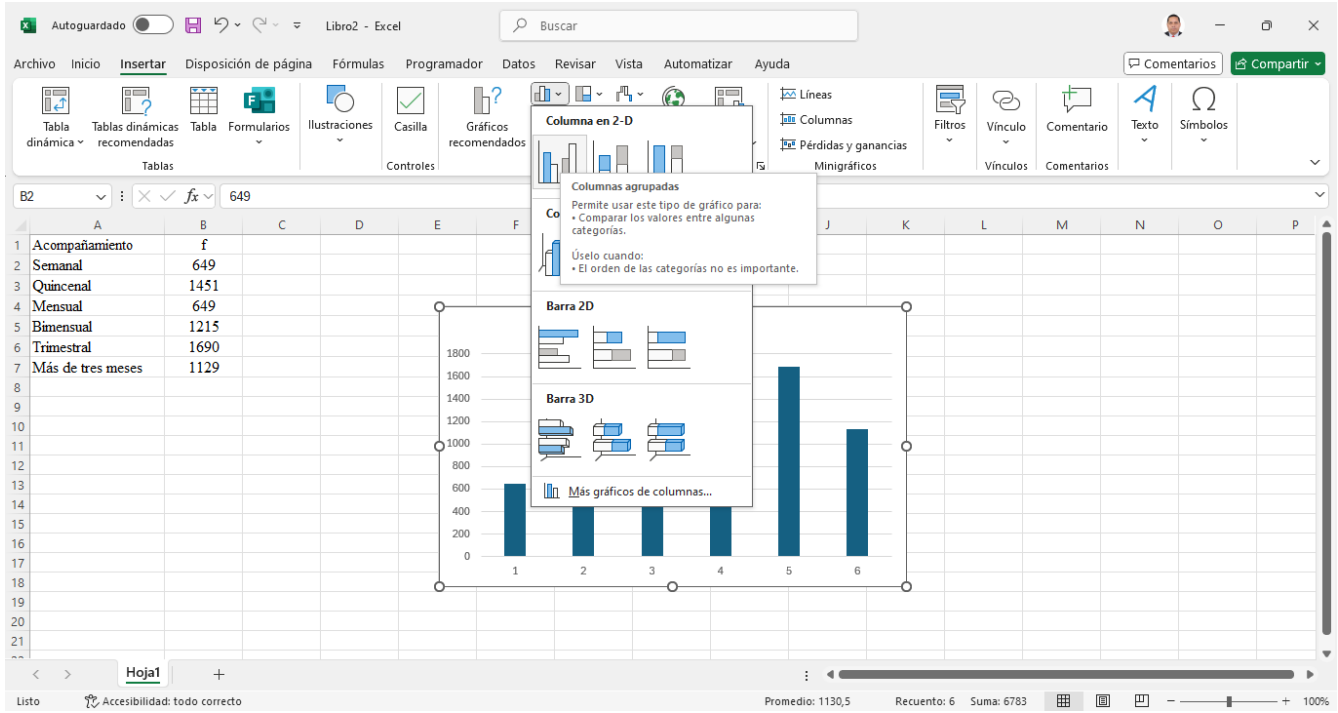 Autoguardado Libro2 - Excel Buscar
Archivo Inicio Insertar Disposición de página Fórmulas Programador Datos Revisar Vista Automatizar Ayuda Comentarios Compartir
Tabla dinámica
Tablas dinámicas recomendadas
Tabla
Formularios
Tablas
Ilustraciones
Casilla
Controles
Gráficos recomendados
Líneas
Columnas
Pérdidas y ganancias
Minigráficos
Filtros
Vínculo
Vínculos
Comentario
Comentarios
Texto
Símbolos
B2 fx 649
Columna en 2-D
Columnas agrupadas
Permite usar este tipo de gráfico para:
• Comparar los valores entre algunas
categorías.
Úselo cuando:
• El orden de las categorías no es importante.
Co
Barra 2D
Barra 3D
Más gráficos de columnas...
A B C D E F J K L M N O P
1 Acompañamiento f
2 Semanal 649
3 Quincenal 1451
4 Mensual 649
5 Bimensual 1215
6 Trimestral 1690
7 Más de tres meses 1129
8
9
10
11
12
13
14
15
16
17
18
19
20
21
1800
1600
1400
1200
1000
800
600
400
200
0
1 2 3 4 5 6
Hoja1
Listo Accesibilidad: todo correcto Promedio: 1130,5 Recuento: 6 Suma: 6783 100%